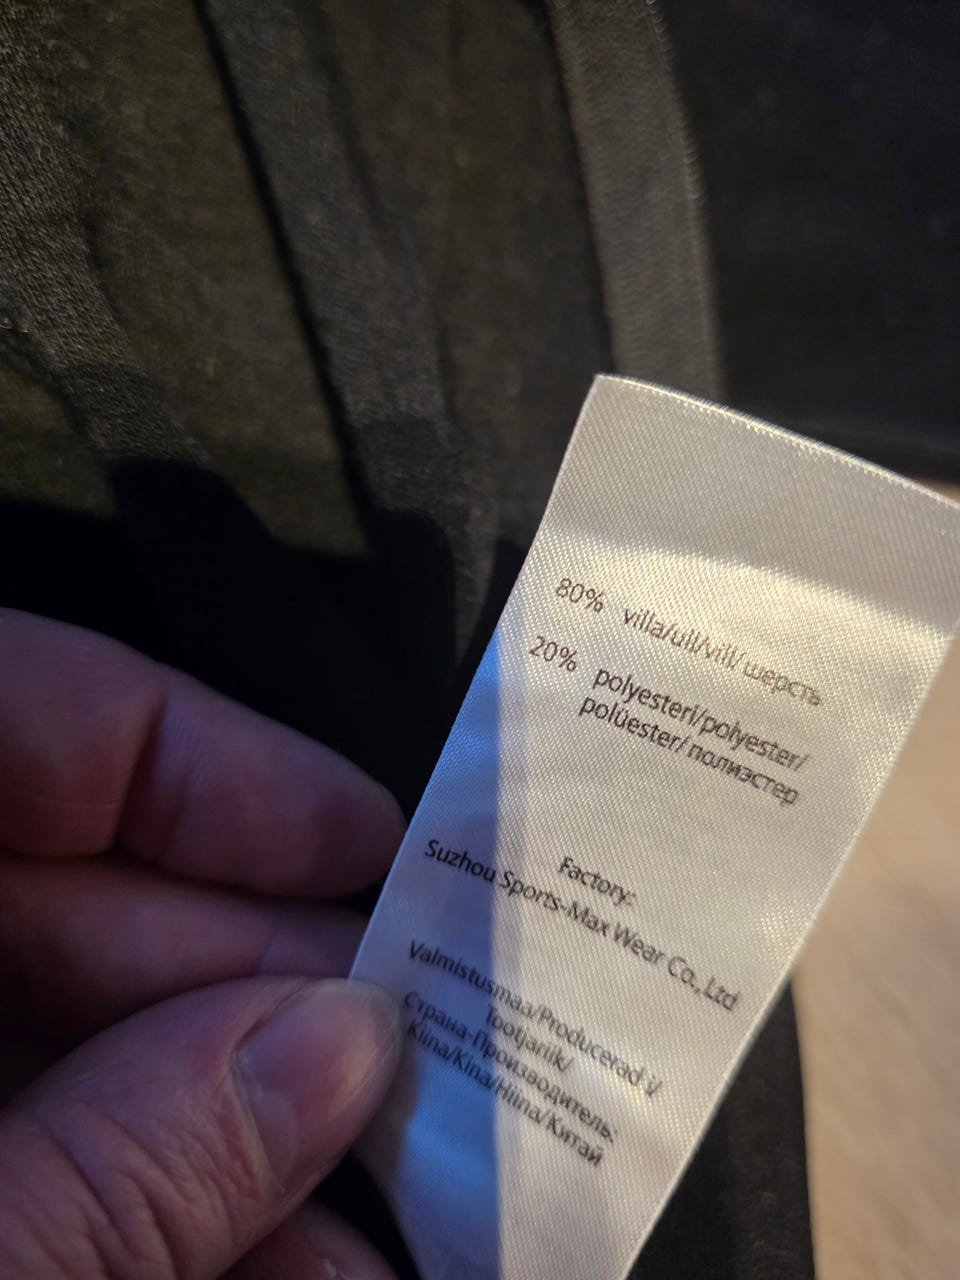 80% villa/ull/vill/шерсть
20% polyesteri/polyester/
polüester/полиэстер
Factory:
Suzhou Sports-Max Wear Co.,Ltd
Valmistusmaa/Producerad i/
Tootjariik/
Страна-Производитель:
Kiina/Kina/Hiina/Китай